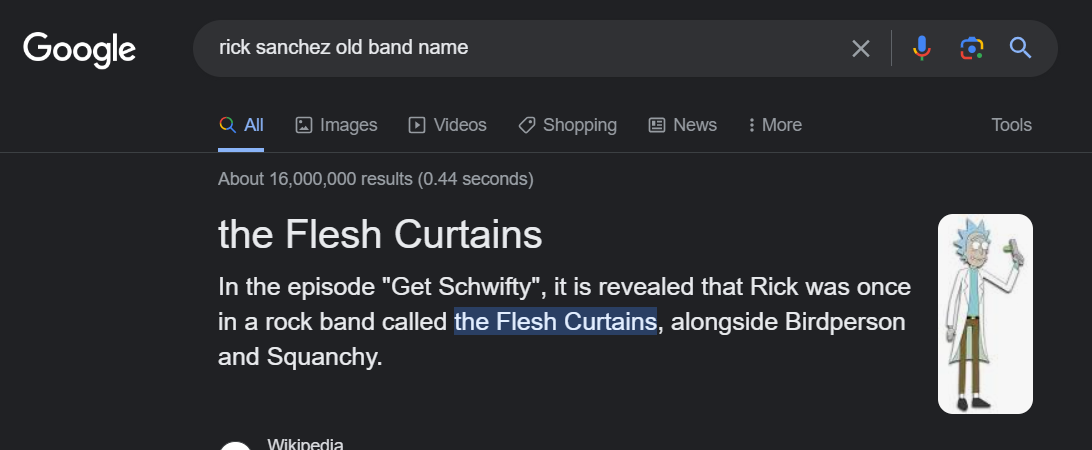 Google
rick sanchez old band name
All Images Videos Shopping News More Tools
About 16,000,000 results (0.44 seconds)
the Flesh Curtains
In the episode "Get Schwifty", it is revealed that Rick was once
in a rock band called the Flesh Curtains, alongside Birdperson
and Squanchy.
Wikipedia